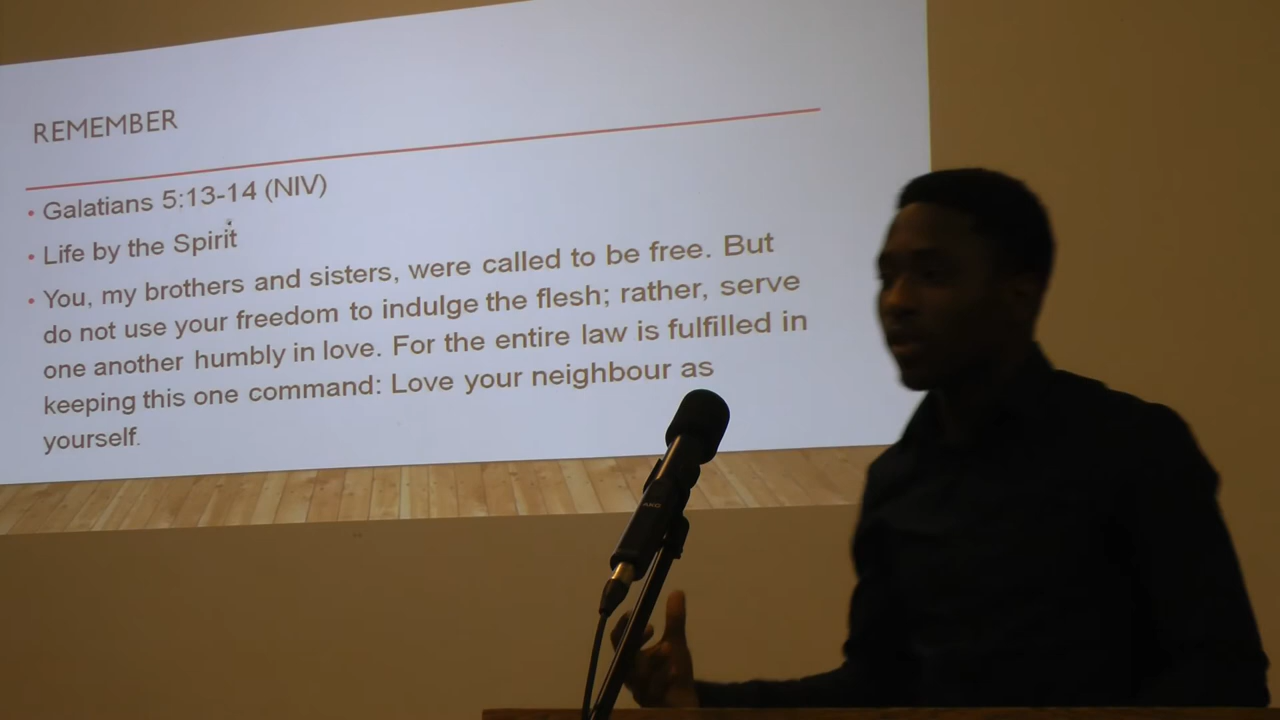 REMEMBER
• Galatians 5:13-14 (NIV)
• Life by the Spirit
• You, my brothers and sisters, were called to be free. But
do not use your freedom to indulge the flesh; rather, serve
one another humbly in love. For the entire law is fulfilled in
keeping this one command: Love your neighbour as
yourself.
AKG